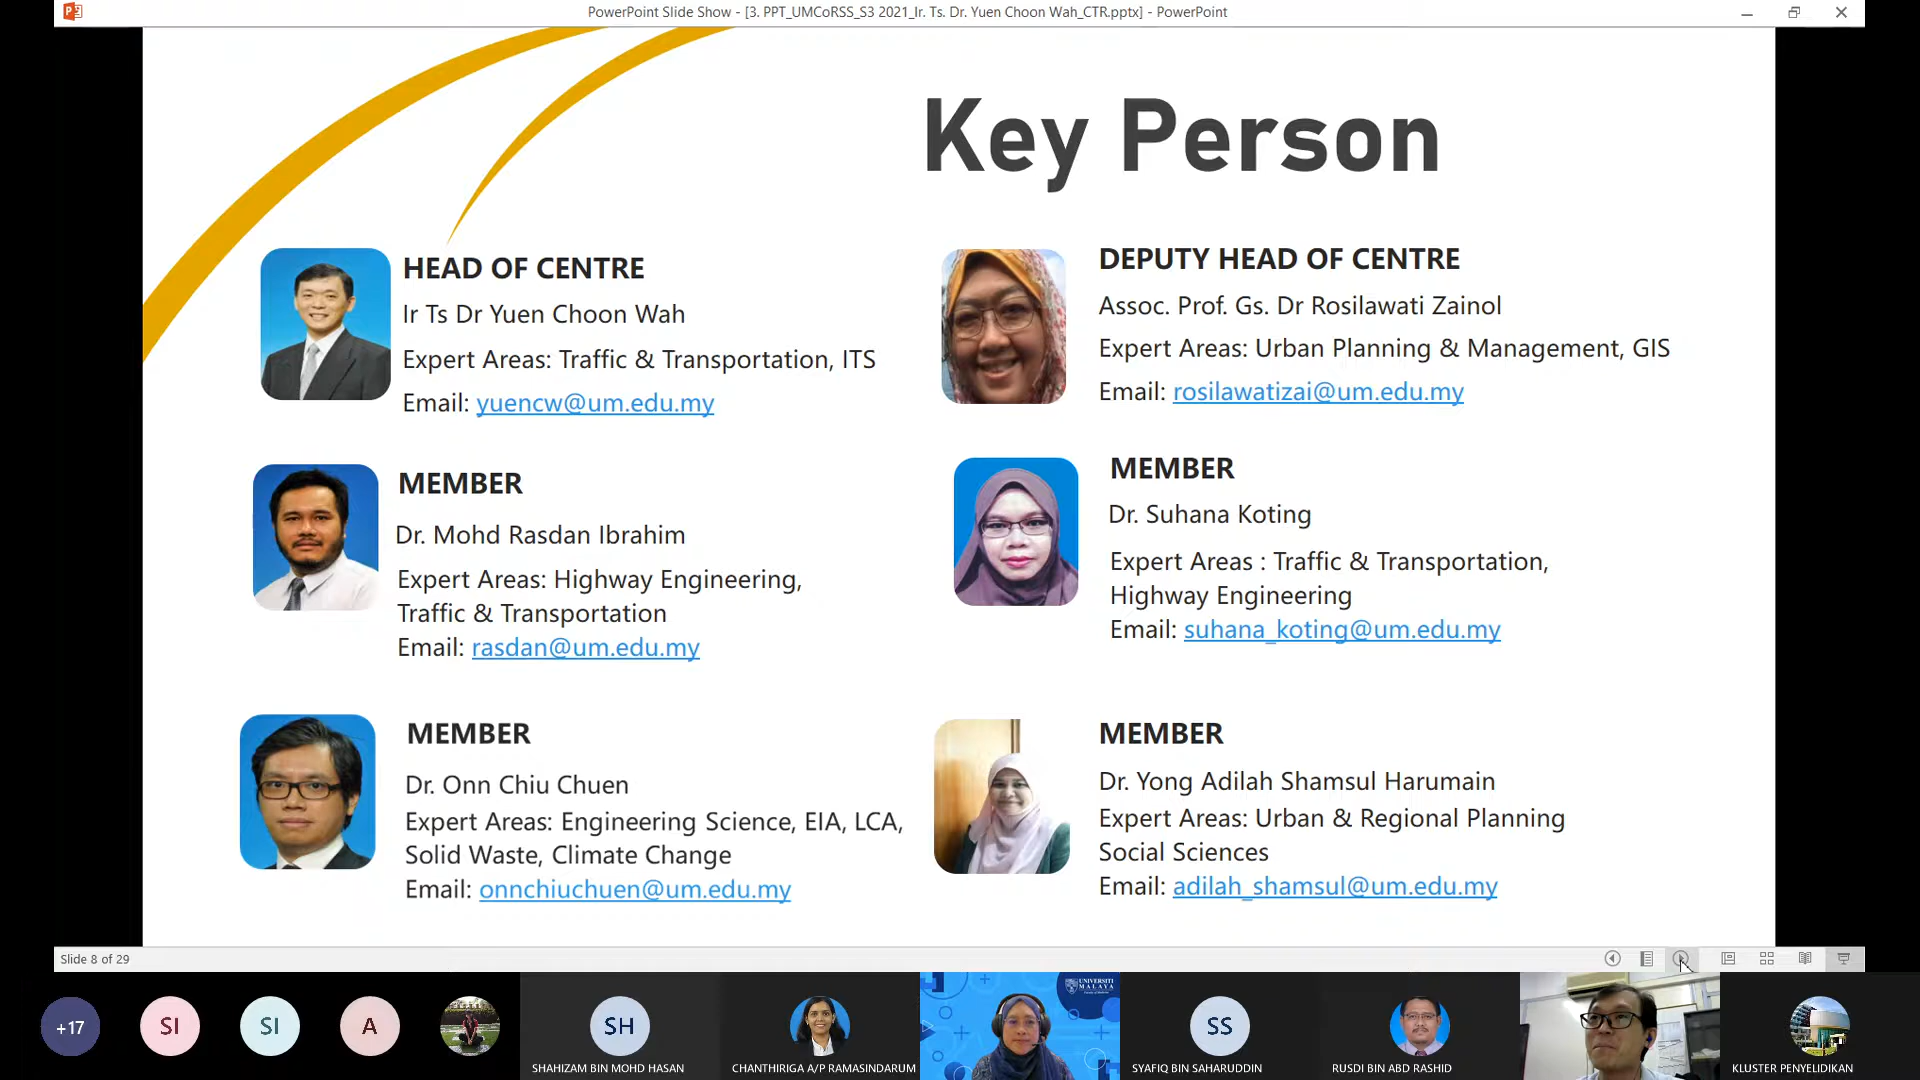 PowerPoint Slide Show - [3. PPT_UMCoRSS_S3 2021_Ir. Ts. Dr. Yuen Choon Wah_CTR.pptx] - PowerPoint
Key Person
HEAD OF CENTRE
Ir Ts Dr Yuen Choon Wah
Expert Areas: Traffic & Transportation, ITS
Email: yuencw@um.edu.my
DEPUTY HEAD OF CENTRE
Assoc. Prof. Gs. Dr Rosilawati Zainol
Expert Areas: Urban Planning & Management, GIS
Email: rosilawatizai@um.edu.my
MEMBER
Dr. Mohd Rasdan Ibrahim
Expert Areas: Highway Engineering,
Traffic & Transportation
Email: rasdan@um.edu.my
MEMBER
Dr. Suhana Koting
Expert Areas : Traffic & Transportation,
Highway Engineering
Email: suhana_koting@um.edu.my
MEMBER
Dr. Onn Chiu Chuen
Expert Areas: Engineering Science, EIA, LCA,
Solid Waste, Climate Change
Email: onnchiuchuen@um.edu.my
MEMBER
Dr. Yong Adilah Shamsul Harumain
Expert Areas: Urban & Regional Planning
Social Sciences
Email: adilah_shamsul@um.edu.my
Slide 8 of 29
+17
SI
SI
A
SH
SHAHIZAM BIN MOHD HASAN
CHANTHIRIGA A/P RAMASINDARUM
UNIVERSITI
MALAYA
SS
SYAFIQ BIN SAHARUDDIN
RUSDI BIN ABD RASHID
KLUSTER PENYELIDIKAN